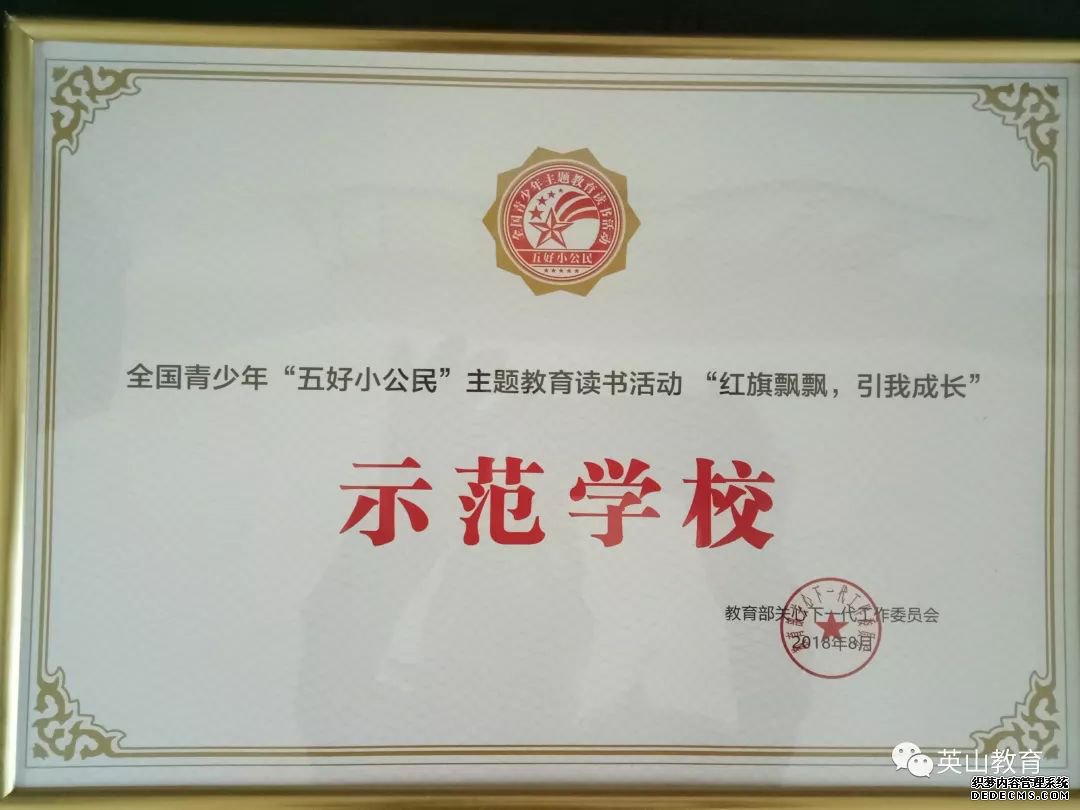 全国青少年主题教育读书活动
五好小公民
全国青少年“五好小公民”主题教育读书活动 “红旗飘飘，引我成长”
示范学校
教育部关心下一代工作委员会
2018年8月
英山教育
织梦内容管理系统
DEDECMS.COM